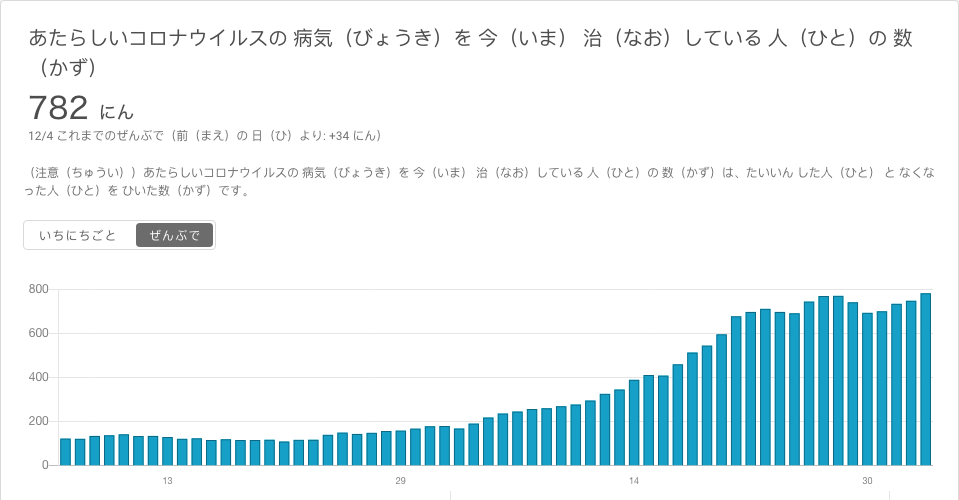 あたらしいコロナウイルスの 病気（びょうき）を 今（いま） 治（なお）している 人（ひと）の 数
（かず）
782 にん
12/4 これまでのぜんぶで（前（まえ）の 日（ひ）より: +34 にん）
（注意（ちゅうい））あたらしいコロナウイルスの 病気（びょうき）を 今（いま） 治（なお）している 人（ひと）の 数（かず）は、たいいん した人（ひと） と なくな
った人（ひと）を ひいた数（かず）です。
いちにちごと ぜんぶで
800
600
400
200
0
13 29 14 30